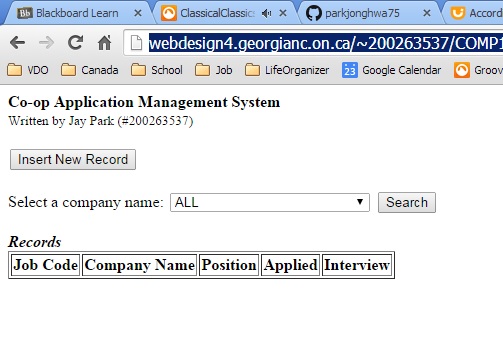 Blackboard Learn ClassicalClassics parkjonghwa75 Accord
webdesign4.georgianc.on.ca/~200263537/COMP1
VDO Canada School Job LifeOrganizer 23 Google Calendar Groov
Co-op Application Management System
Written by Jay Park (#200263537)
Insert New Record
Select a company name: ALL Search
Records
Job Code Company Name Position Applied Interview